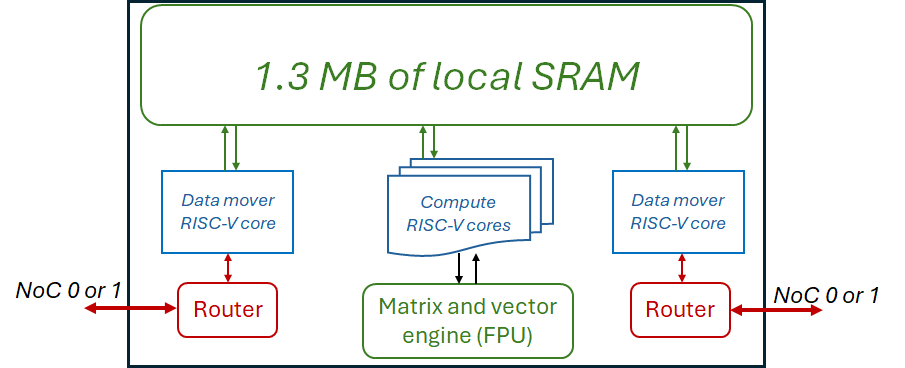 1.3 MB of local SRAM
Data mover
RISC-V core
Compute
RISC-V cores
Data mover
RISC-V core
NoC 0 or 1
Router
Matrix and vector
engine (FPU)
Router
NoC 0 or 1